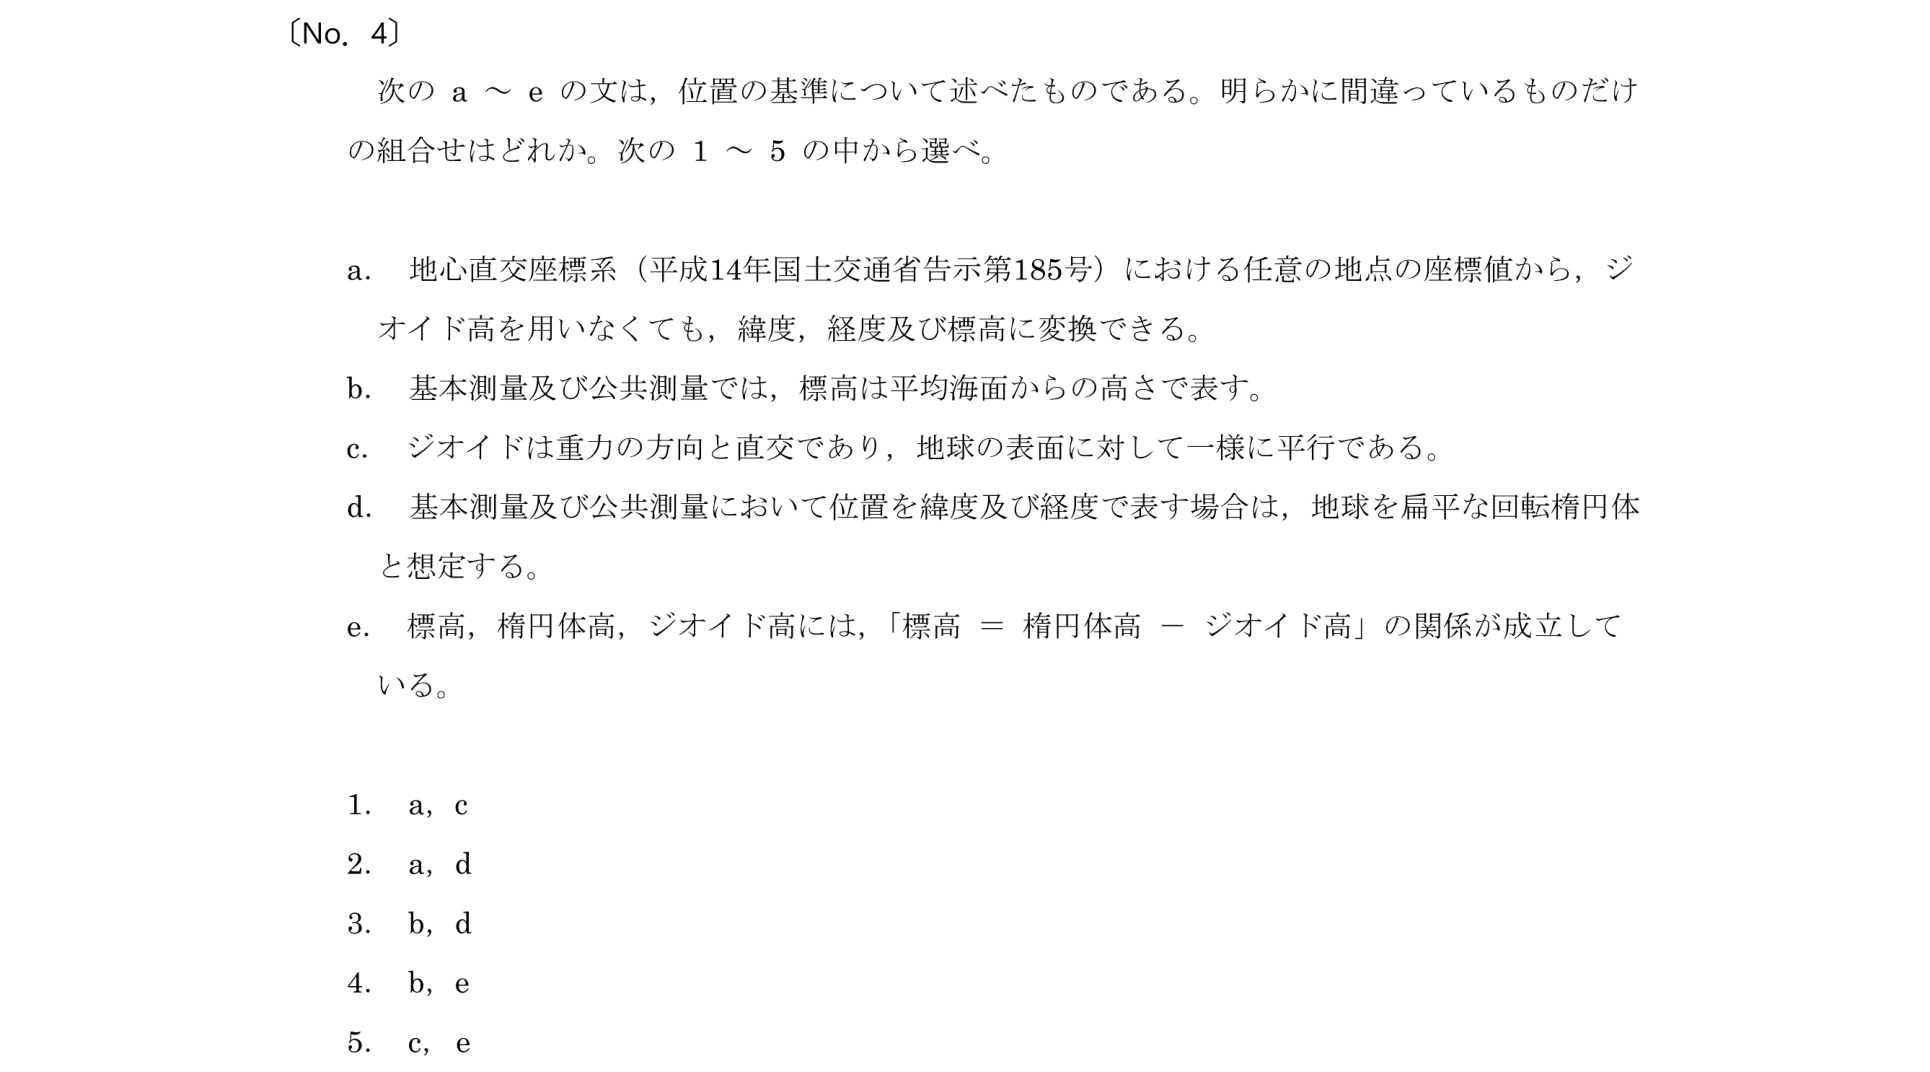 〔No．4〕
次の a ～ e の文は，位置の基準について述べたものである。明らかに間違っているものだけ
の組合せはどれか。次の 1 ～ 5 の中から選べ。
a． 地心直交座標系（平成14年国土交通省告示第185号）における任意の地点の座標値から，ジ
オイド高を用いなくても，緯度，経度及び標高に変換できる。
b． 基本測量及び公共測量では，標高は平均海面からの高さで表す。
c． ジオイドは重力の方向と直交であり，地球の表面に対して一様に平行である。
d． 基本測量及び公共測量において位置を緯度及び経度で表す場合は，地球を扁平な回転楕円体
と想定する。
e． 標高，楕円体高，ジオイド高には，「標高 ＝ 楕円体高 － ジオイド高」の関係が成立して
いる。
1． a，c
2． a，d
3． b，d
4． b，e
5． c，e